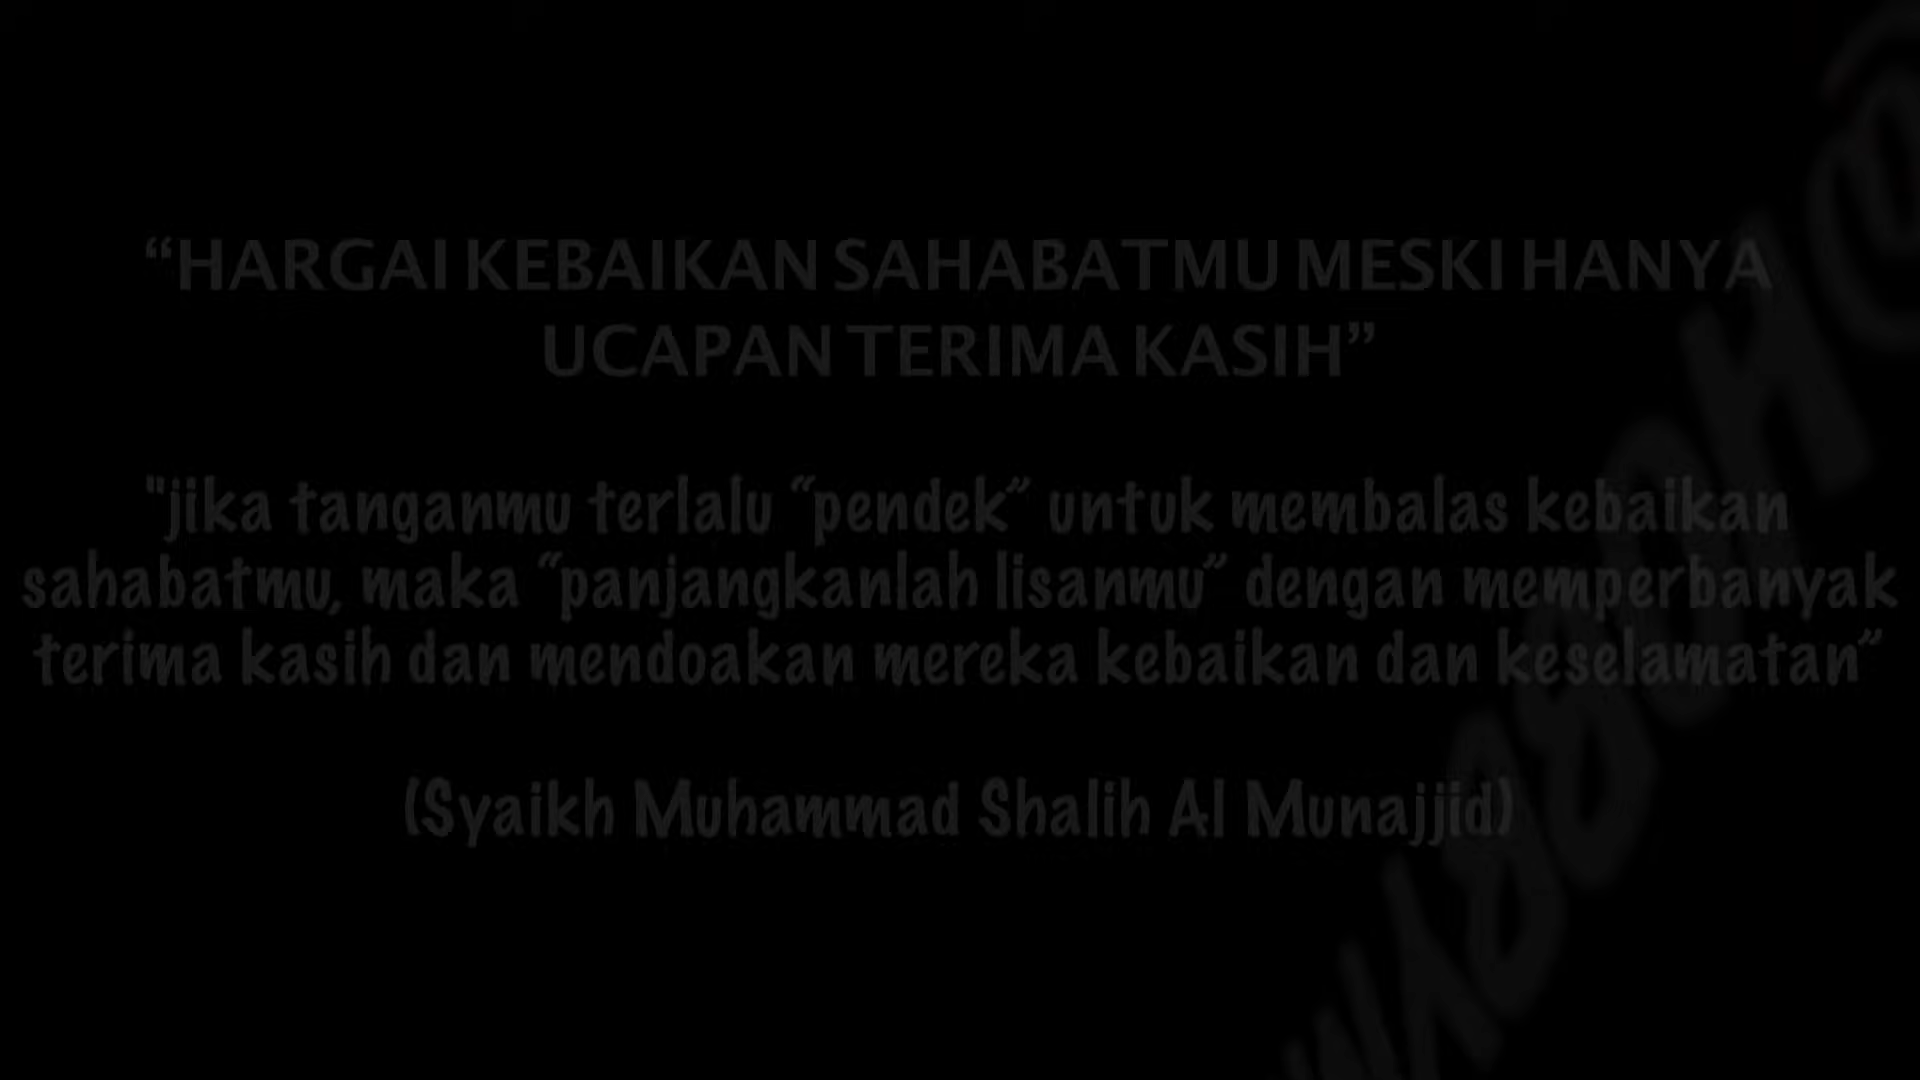 “HARGAI KEBAIKAN SAHABATMU MESKI HANYA
UCAPAN TERIMA KASIH”
"jika tanganmu terlalu “pendek” untuk membalas kebaikan
sahabatmu, maka “panjangkanlah lisanmu” dengan memperbanyak
terima kasih dan mendoakan mereka kebaikan dan keselamatan”
(Syaikh Muhammad Shalih Al Munajjid)